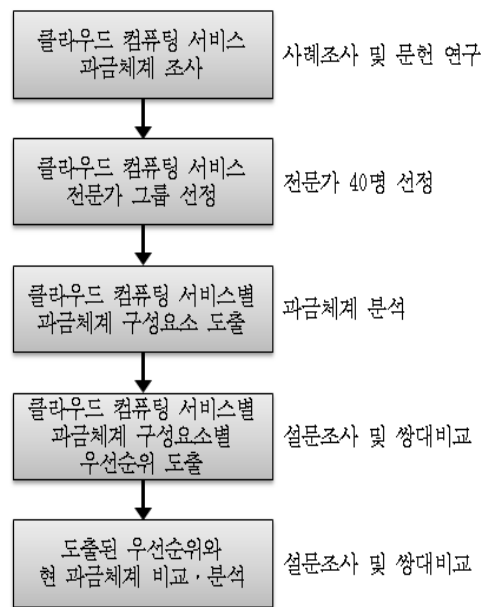 클라우드 컴퓨팅 서비스
과금체계 조사
사례조사 및 문헌 연구
클라우드 컴퓨팅 서비스
전문가 그룹 선정
전문가 40명 선정
클라우드 컴퓨팅 서비스별
과금체계 구성요소 도출
과금체계 분석
클라우드 컴퓨팅 서비스별
과금체계 구성요소별
우선순위 도출
설문조사 및 쌍대비교
도출된 우선순위와
현 과금체계 비교·분석
설문조사 및 쌍대비교